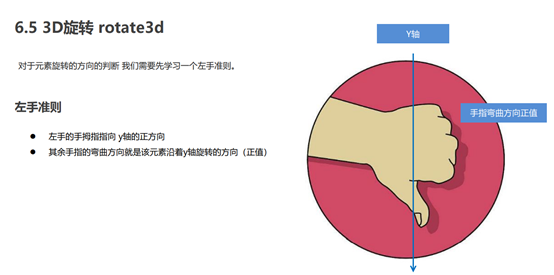 6.5 3D旋转 rotate3d
对于元素旋转的方向的判断 我们需要先学习一个左手准则。
左手准则
● 左手的手拇指指向 y轴的正方向
● 其余手指的弯曲方向就是该元素沿着y轴旋转的方向（正值）
Y轴
手指弯曲方向正值